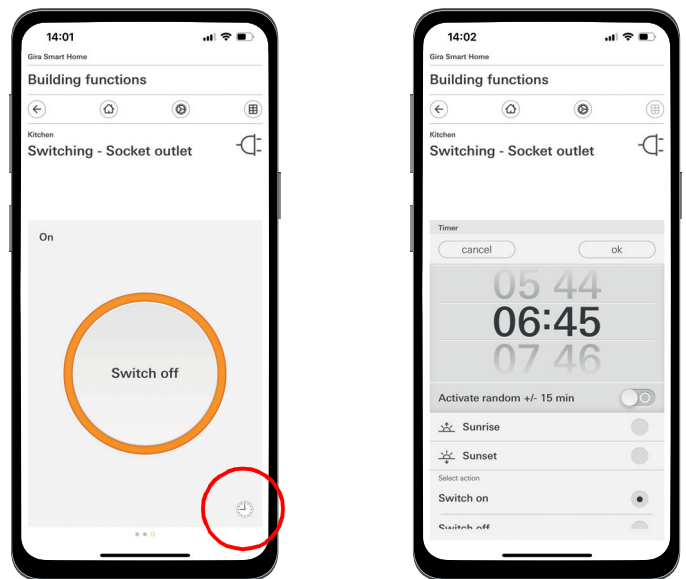 14:01
Gira Smart Home
Building functions
Kitchen
Switching - Socket outlet
On
Switch off
14:02
Gira Smart Home
Building functions
Kitchen
Switching - Socket outlet
Timer
cancel ok
05 44
06:45
07 46
Activate random +/- 15 min
Sunrise
Sunset
Select action
Switch on
Switch off